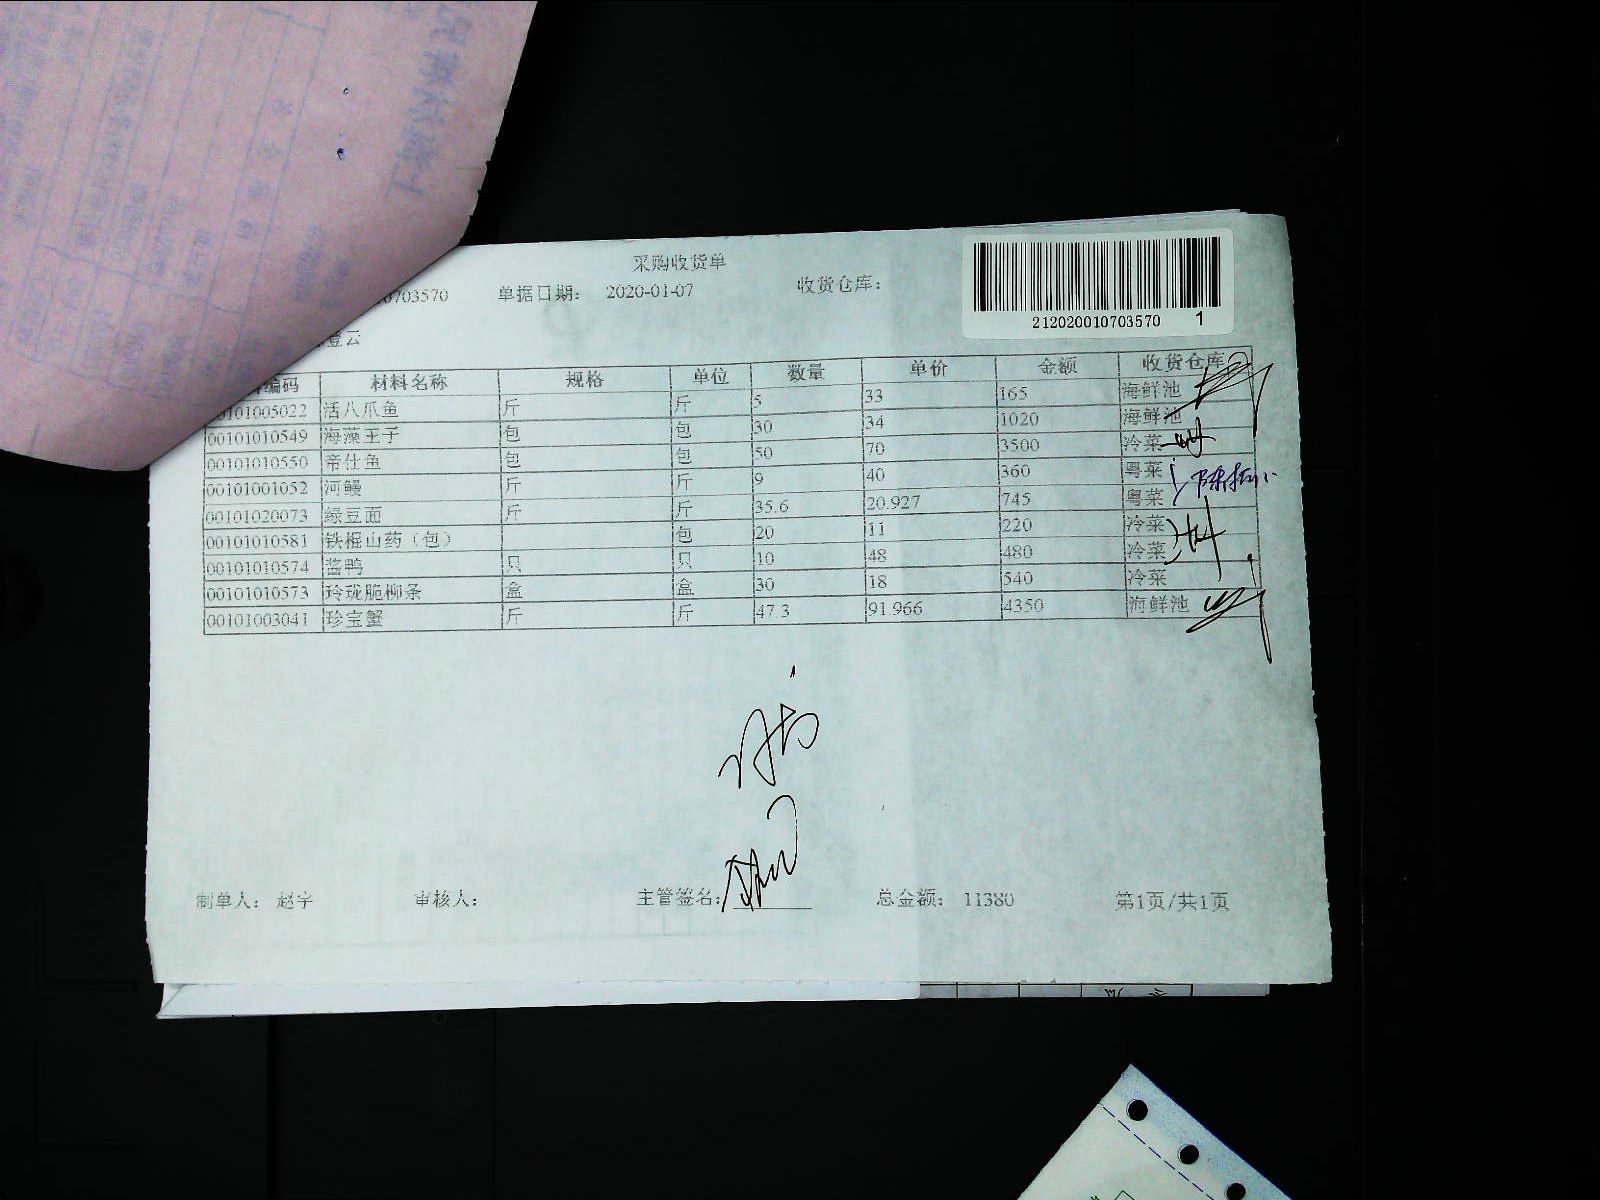 采购收货单
0703570 单据日期： 2020-01-07 收货仓库：
212020010703570 1
登云
编码 材料名称 规格 单位 数量 单价 金额 收货仓库
00101005022 活八爪鱼 斤 斤 5 33 165 海鲜池
00101010549 海藻王子 包 包 30 34 1020 海鲜池
00101010550 帝仕鱼 包 包 50 70 3500 冷菜
00101001052 河鳗 斤 斤 9 40 360 粤菜
00101020073 绿豆面 斤 斤 35.6 20.927 745 粤菜
00101010581 铁棍山药（包） 包 20 11 220 冷菜
00101010574 酱鸭 只 只 10 48 480 冷菜
00101010573 玲珑脆柳条 盒 盒 30 18 540 冷菜
00101003041 珍宝蟹 斤 斤 47.3 91.966 4350 海鲜池
制单人： 赵宇 审核人： 主管签名： 总金额： 11380 第1页/共1页